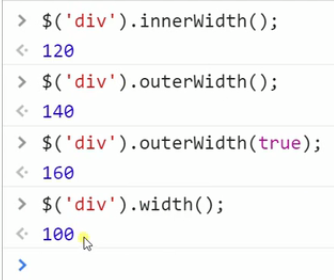 > $('div').innerWidth();
<· 120
> $('div').outerWidth();
<· 140
> $('div').outerWidth(true);
<· 160
> $('div').width();
<· 100
>